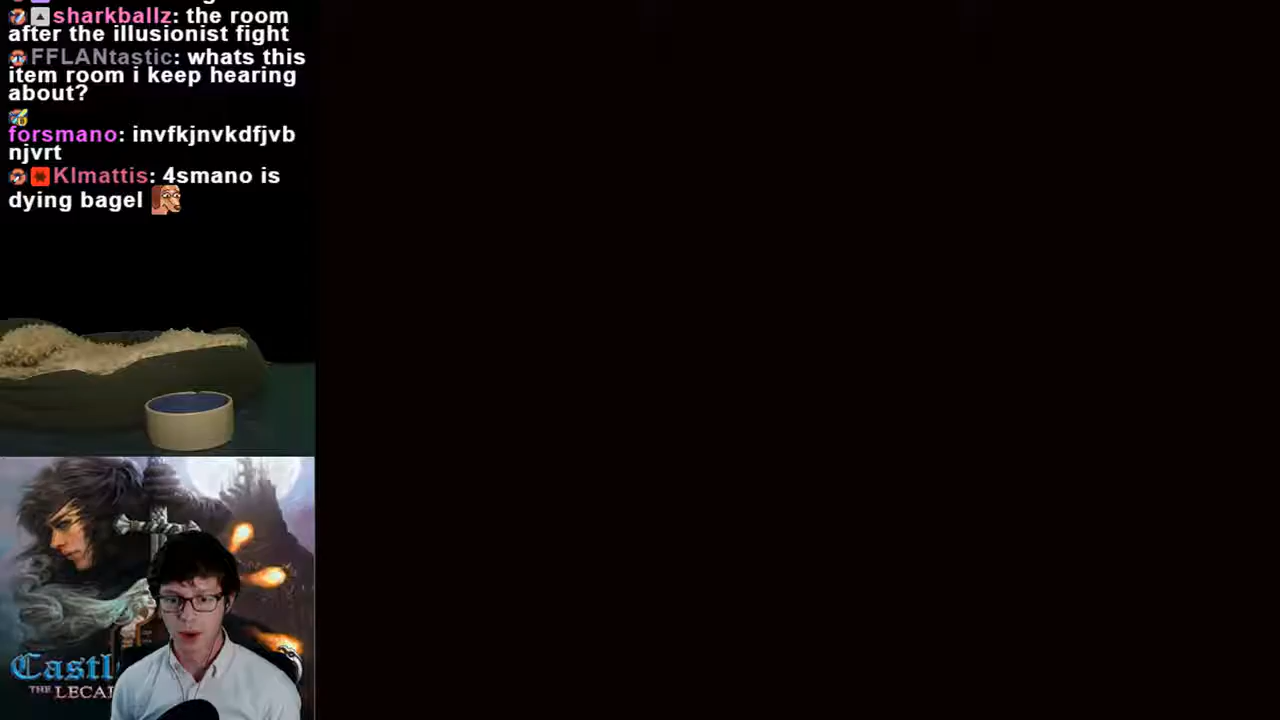 sharkballz: the room
after the illusionist fight
FFLANtastic: whats this
item room i keep hearing
about?
forsmano: invfkjnvkdfjvb
njvrt
KImattis: 4smano is
dying bagel
Castl
THE LECA